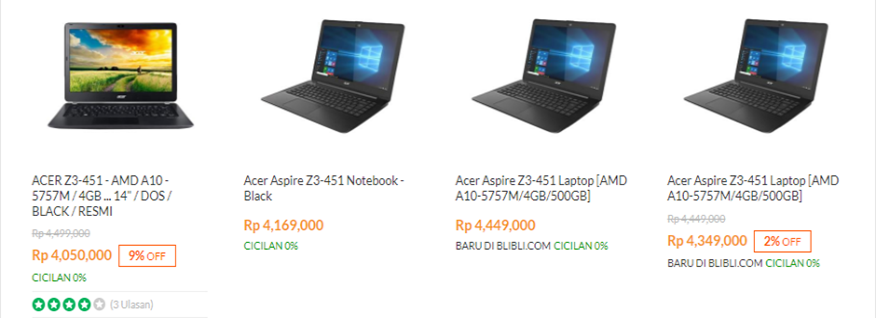 ACER Z3-451 - AMD A10 -
5757M / 4GB ... 14" / DOS /
BLACK / RESMI
Rp 4,499,000
Rp 4,050,000 9% OFF
CICILAN 0%
(3 Ulasan)
Acer Aspire Z3-451 Notebook -
Black
Rp 4,169,000
CICILAN 0%
Acer Aspire Z3-451 Laptop [AMD
A10-5757M/4GB/500GB]
Rp 4,449,000
BARU DI BLIBLI.COM CICILAN 0%
Acer Aspire Z3-451 Laptop [AMD
A10-5757M/4GB/500GB]
Rp 4,449,000
Rp 4,349,000 2% OFF
BARU DI BLIBLI.COM CICILAN 0%